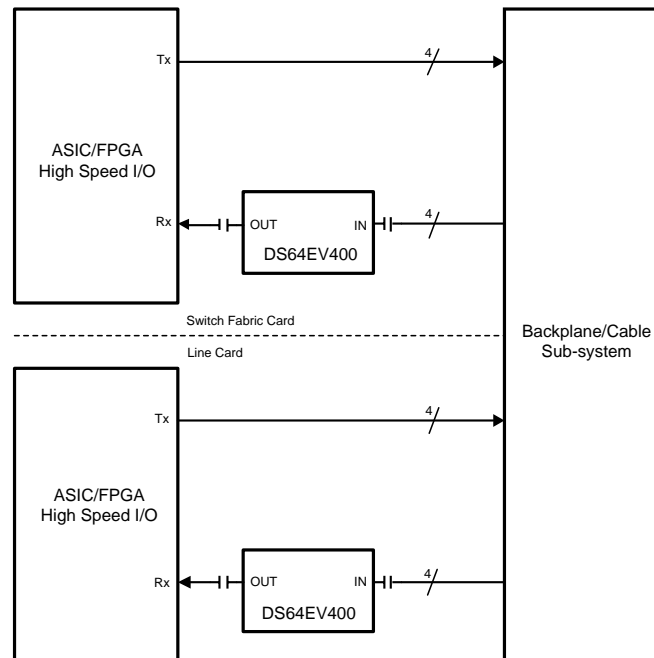 Tx
4
ASIC/FPGA
High Speed I/O
Rx
OUT
IN
4
DS64EV400
Switch Fabric Card
Line Card
Backplane/Cable
Sub-system
Tx
4
ASIC/FPGA
High Speed I/O
Rx
OUT
IN
4
DS64EV400